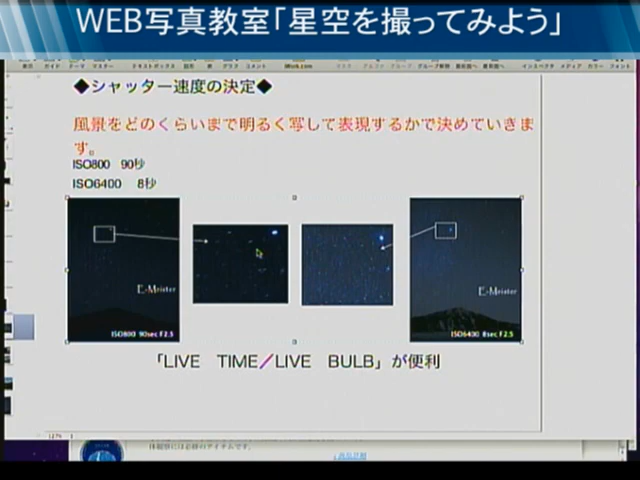 WEB写真教室「星空を撮ってみよう」
◆シャッター速度の決定◆
風景をどのくらいまで明るく写して表現するかで決めていきま
す。
ISO800 90秒
ISO6400 8秒
E-Meister
E-Meister
ISO800 90sec F2.5
ISO6400 8sec F2.5
「LIVE TIME／LIVE BULB」が便利